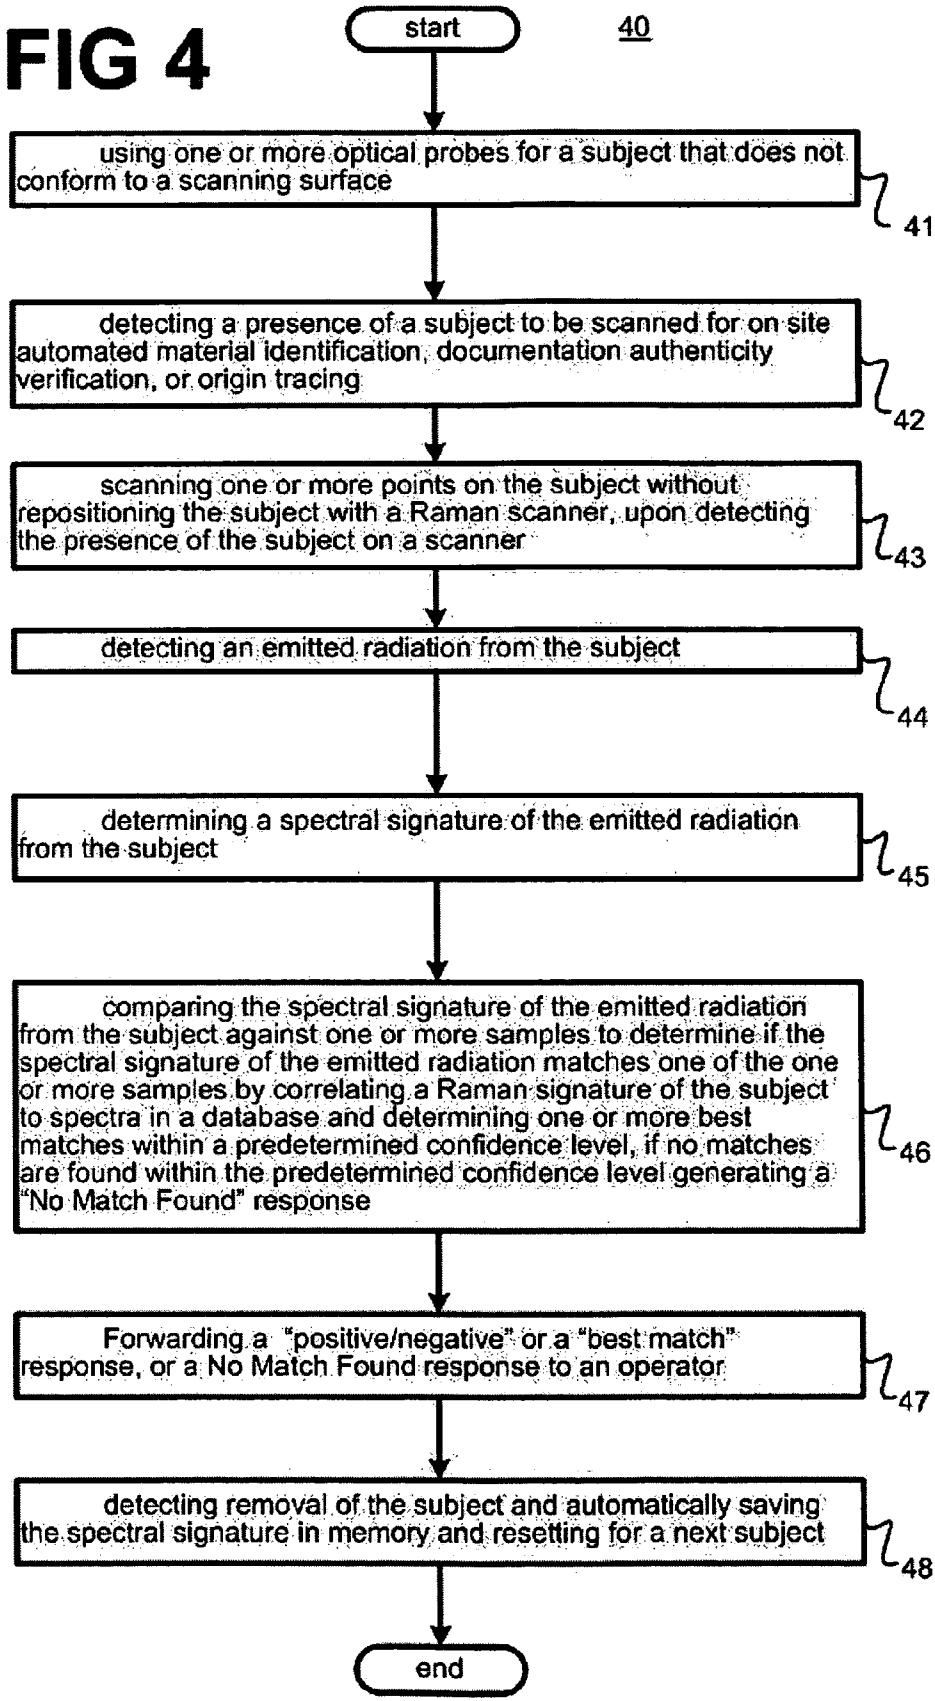 FIG 4
start
40
using one or more optical probes for a subject that does not
conform to a scanning surface
41
detecting a presence of a subject to be scanned for on site
automated material identification, documentation authenticity
verification, or origin tracing
42
scanning one or more points on the subject without
repositioning the subject with a Raman scanner, upon detecting
the presence of the subject on a scanner
43
detecting an emitted radiation from the subject
44
determining a spectral signature of the emitted radiation
from the subject
45
comparing the spectral signature of the emitted radiation
from the subject against one or more samples to determine if the
spectral signature of the emitted radiation matches one of the one
or more samples by correlating a Raman signature of the subject
to spectra in a database and determining one or more best
matches within a predetermined confidence level, if no matches
are found within the predetermined confidence level generating a
“No Match Found” response
46
Forwarding a “positive/negative” or a “best match”
response, or a No Match Found response to an operator
47
detecting removal of the subject and automatically saving
the spectral signature in memory and resetting for a next subject
48
end